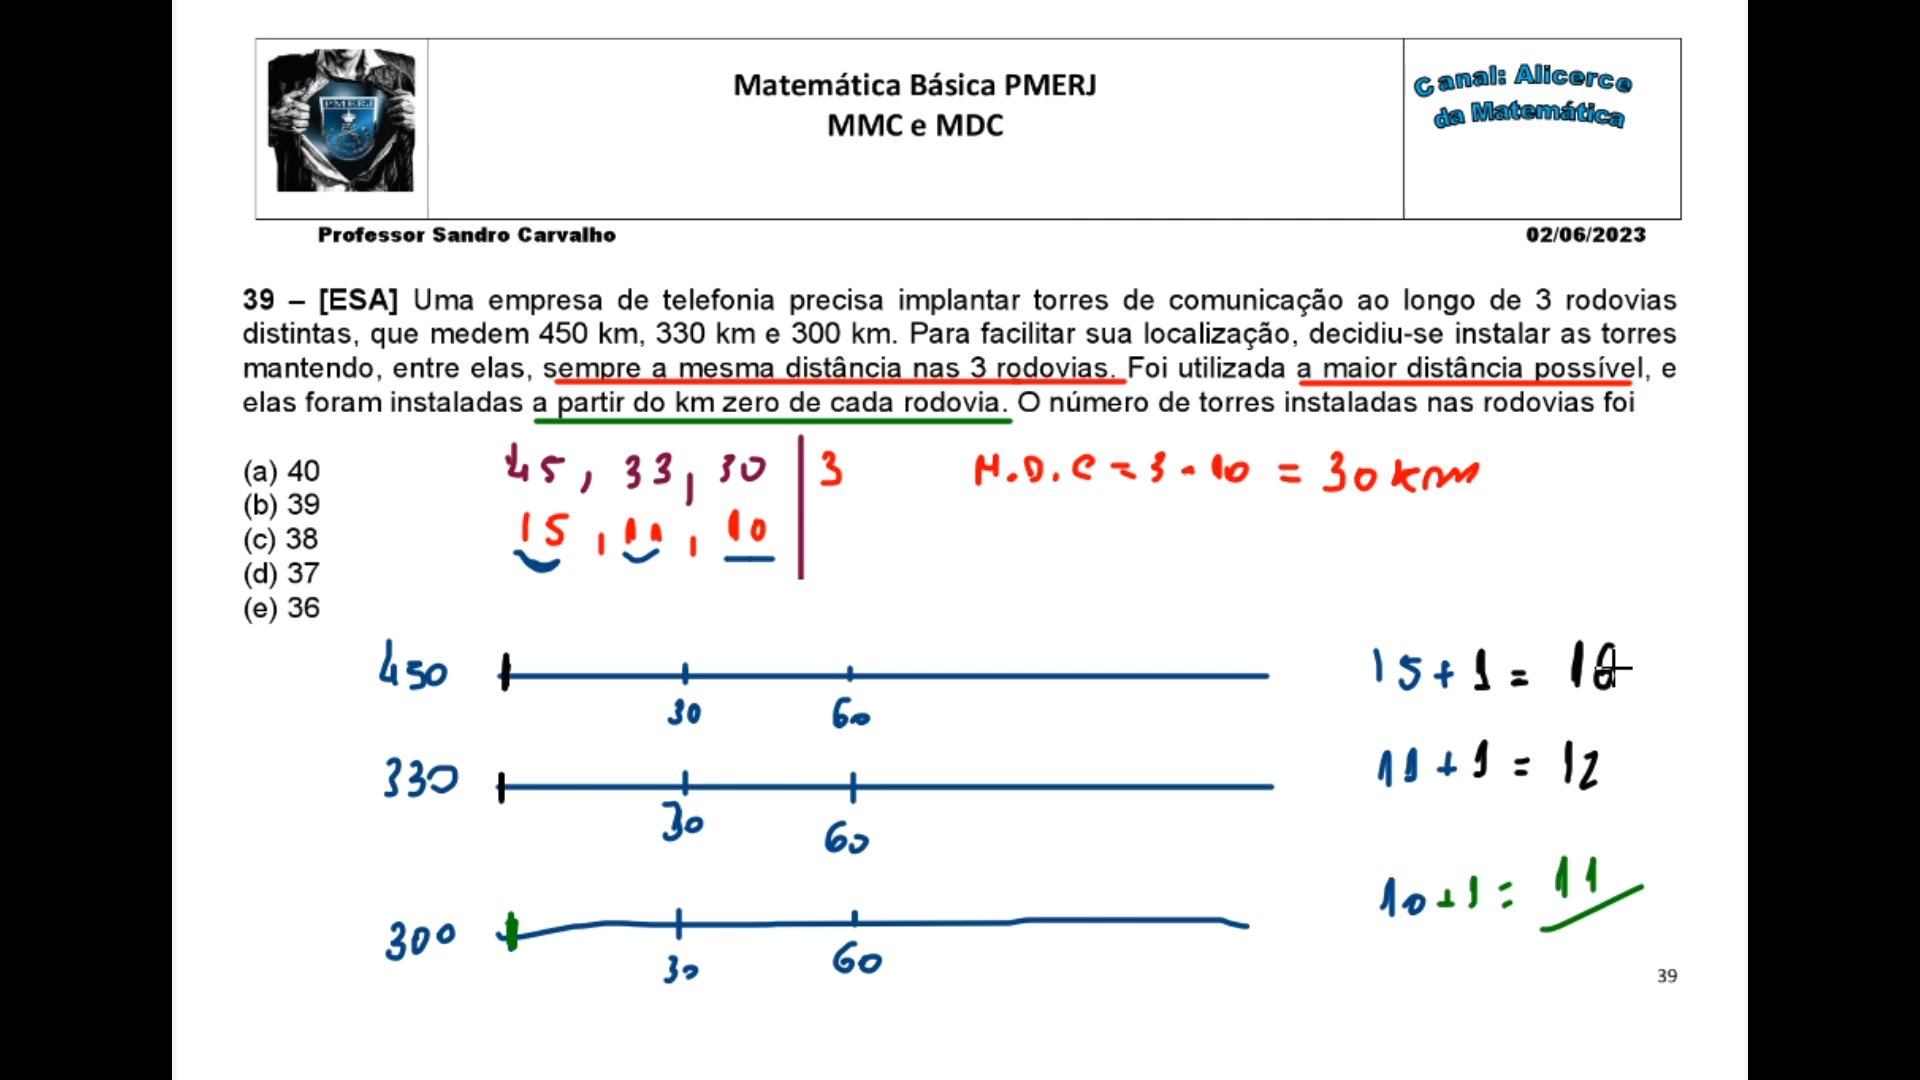 PMERJ
Matemática Básica PMERJ
MMC e MDC
Canal: Alicerce
da Matemática
Professor Sandro Carvalho
02/06/2023
39 – [ESA] Uma empresa de telefonia precisa implantar torres de comunicação ao longo de 3 rodovias
distintas, que medem 450 km, 330 km e 300 km. Para facilitar sua localização, decidiu-se instalar as torres
mantendo, entre elas, sempre a mesma distância nas 3 rodovias. Foi utilizada a maior distância possível, e
elas foram instaladas a partir do km zero de cada rodovia. O número de torres instaladas nas rodovias foi
(a) 40
(b) 39
(c) 38
(d) 37
(e) 36
45, 33, 30 | 3
15, 11, 10
M.D.C = 3 . 10 = 30 km
450
30 60
15 + 1 = 16
330
30 60
11 + 1 = 12
300
30 60
10 + 1 = 11
39